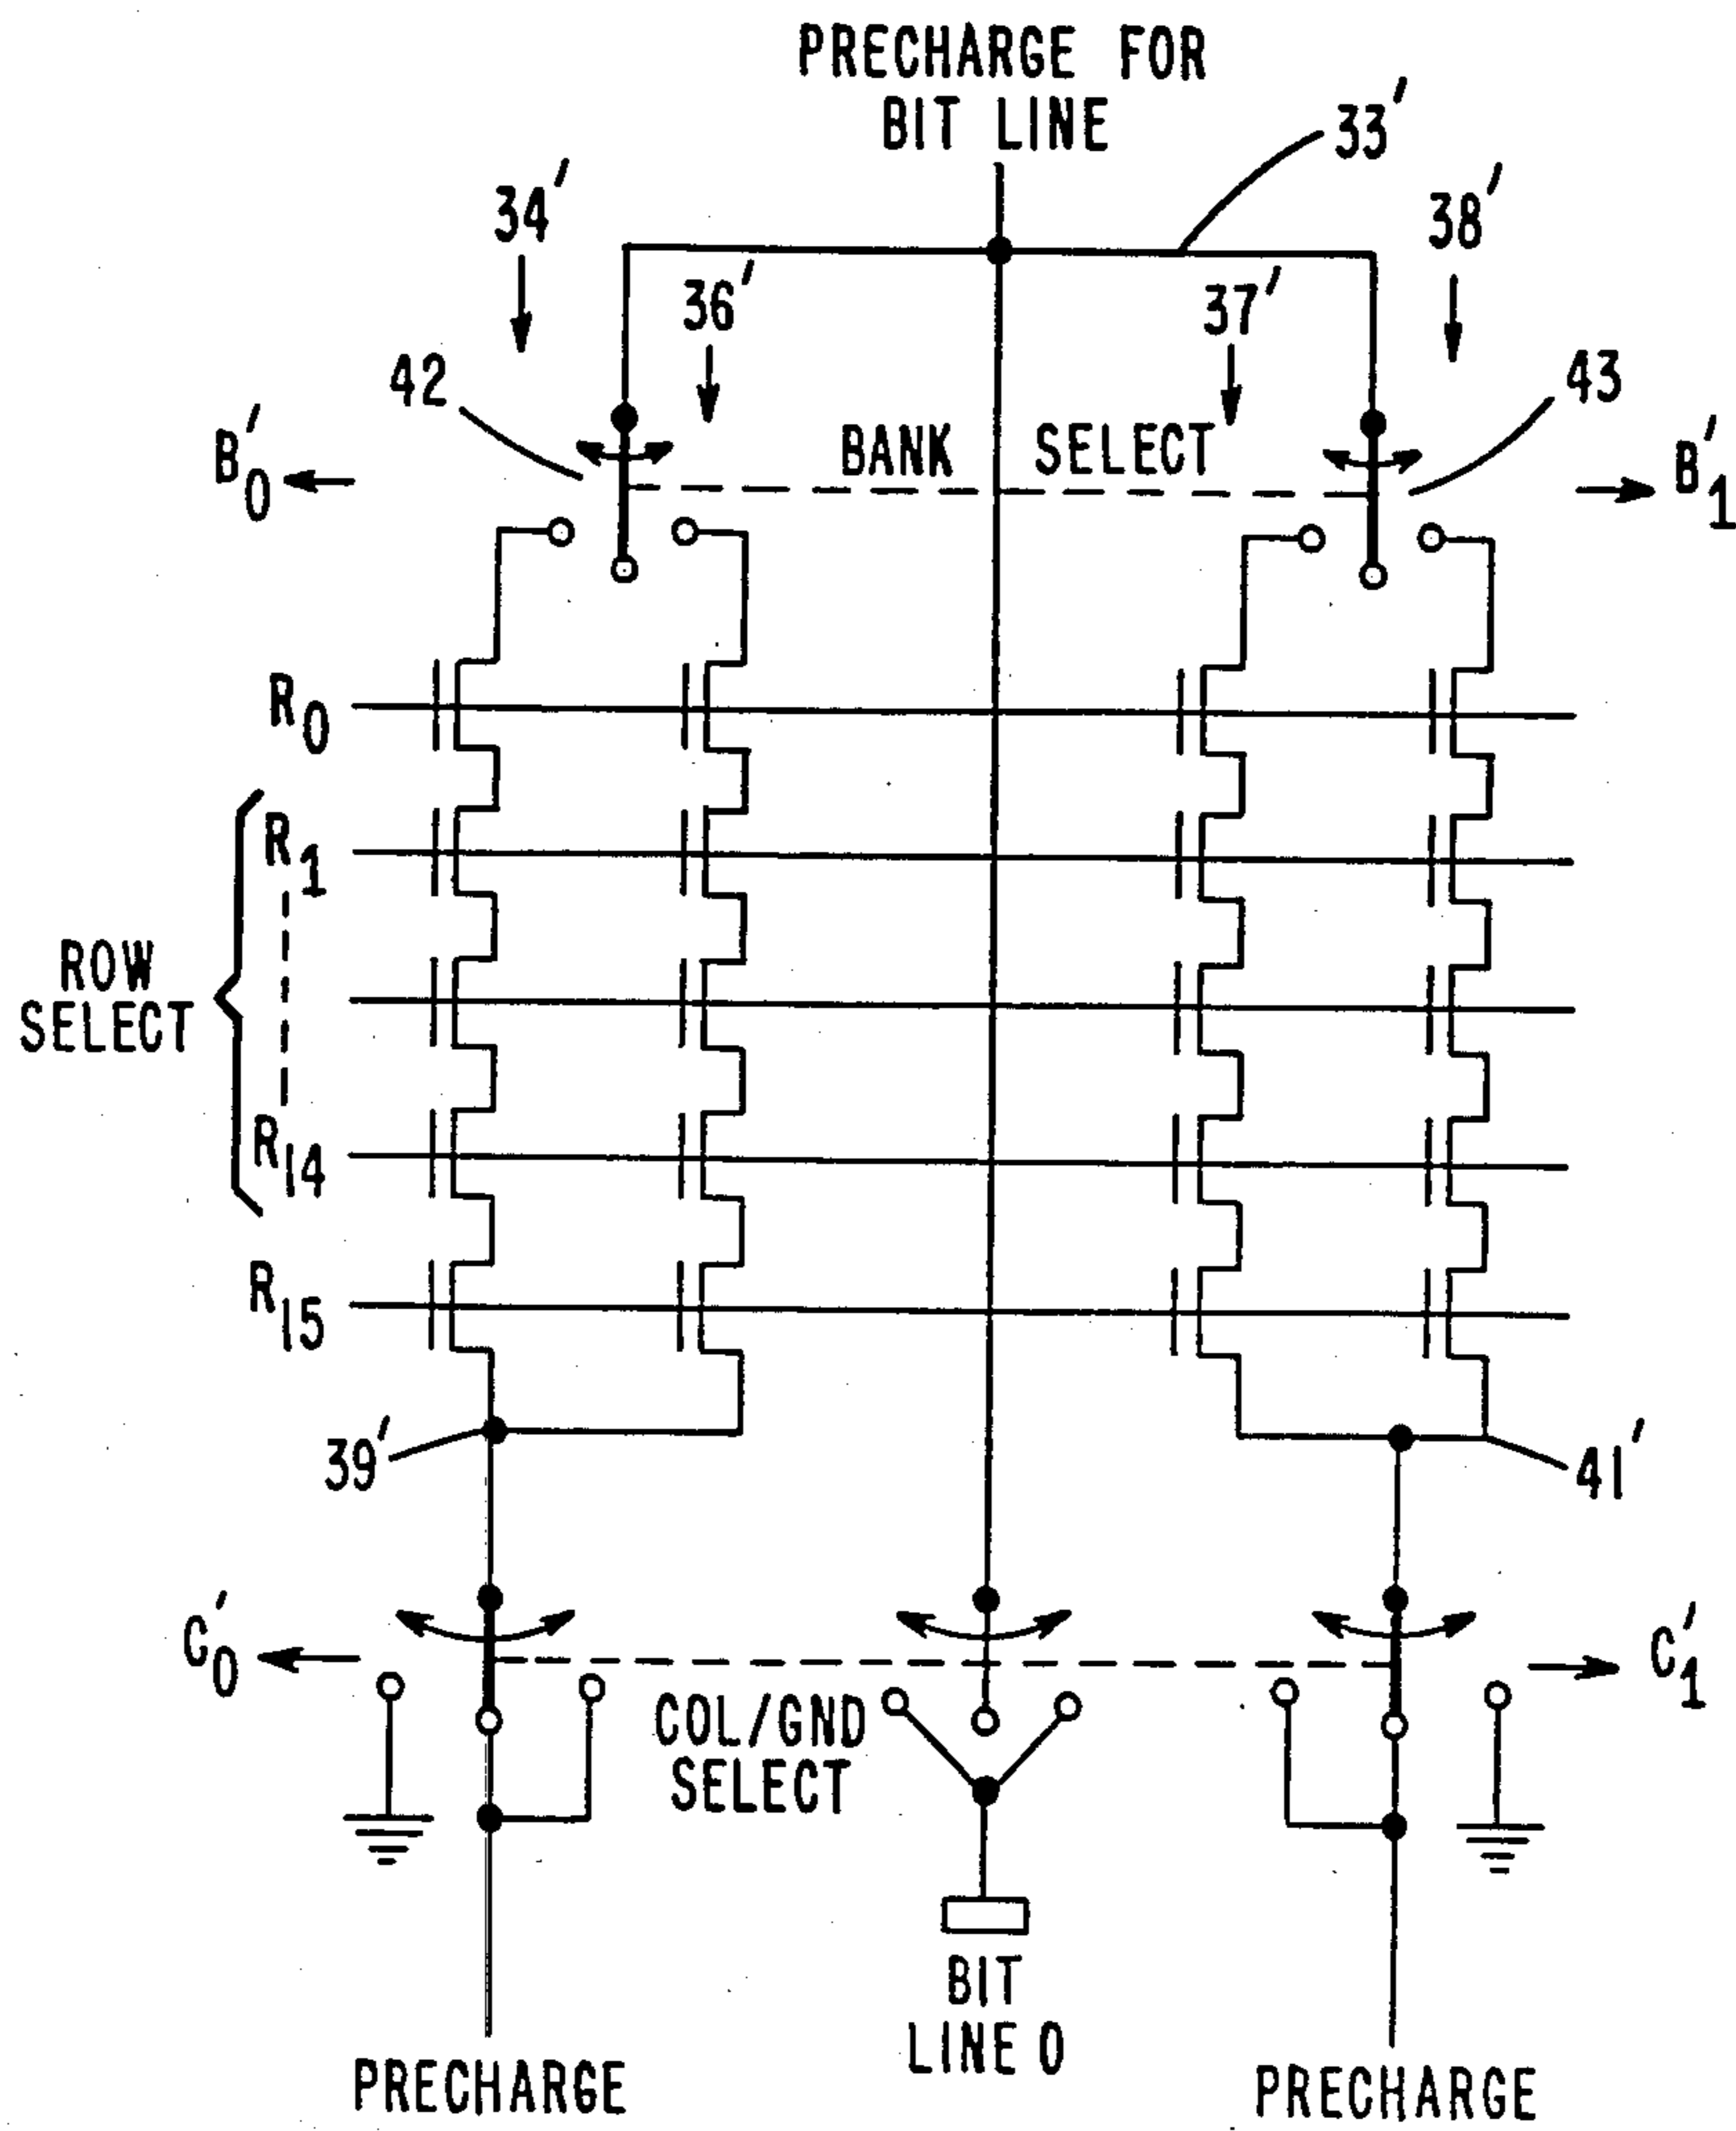 PRECHARGE FOR
BIT LINE
33'
34'
38'
36'
37'
42
43
B'0
BANK SELECT
B'1
R0
R1
ROW
SELECT
R14
R15
39'
41'
C'0
C'1
COL/GND
SELECT
BIT
LINE 0
PRECHARGE
PRECHARGE